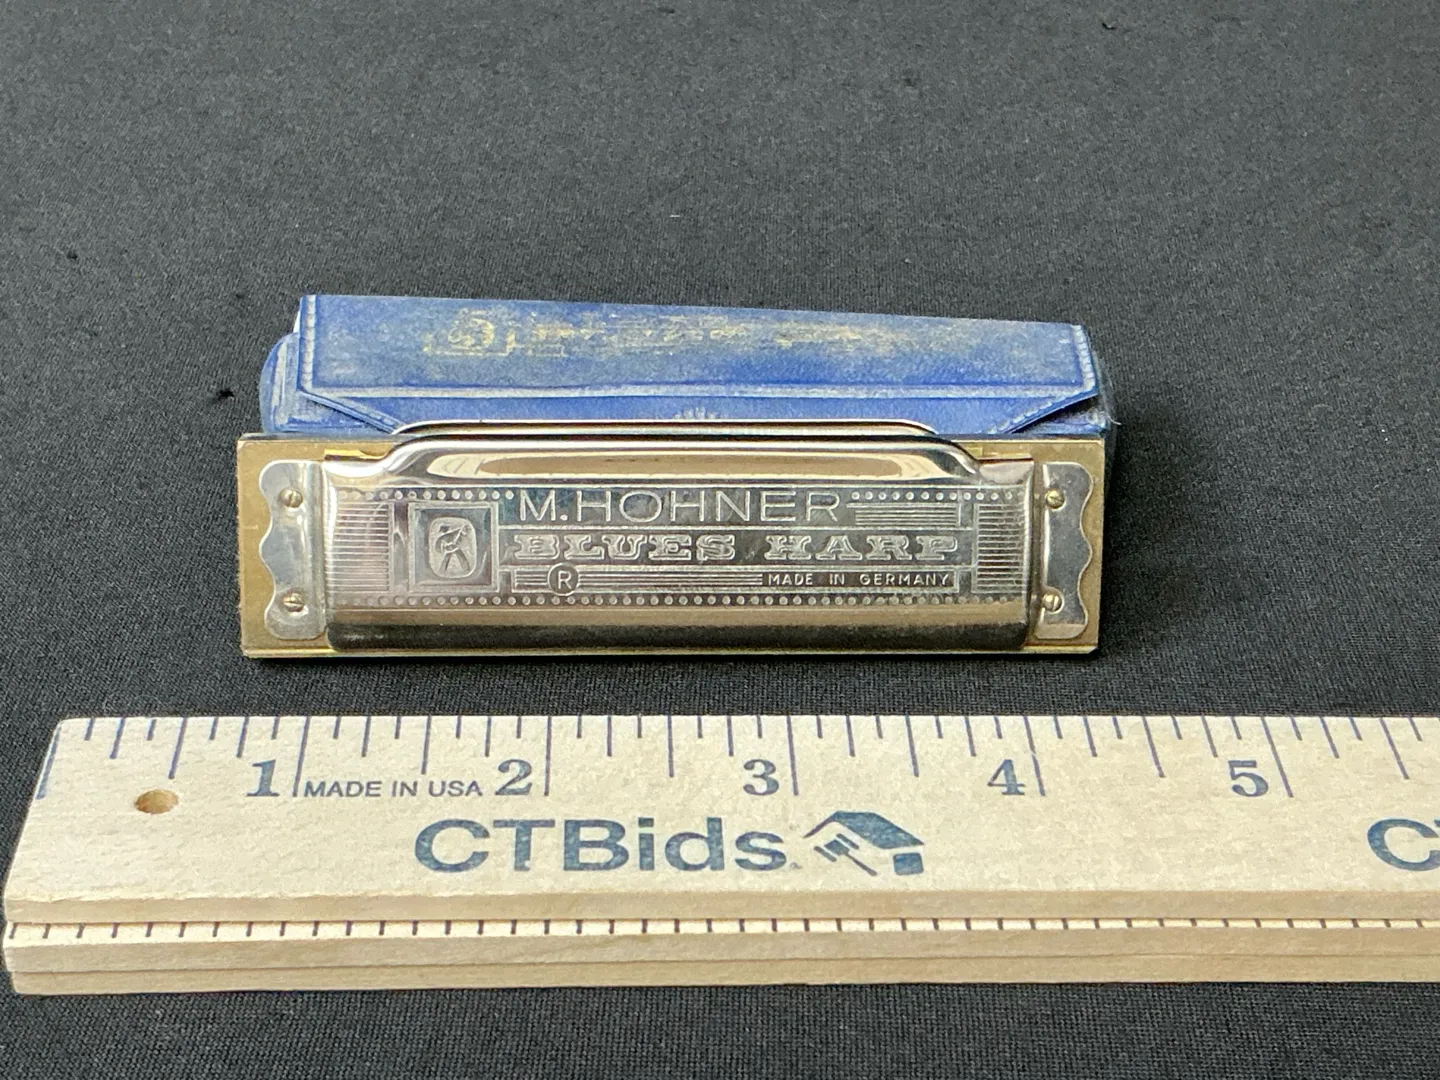 M.HOHNER
BLUES HARP
R
MADE IN GERMANY
1 MADE IN USA 2 3 4 5
CTBids